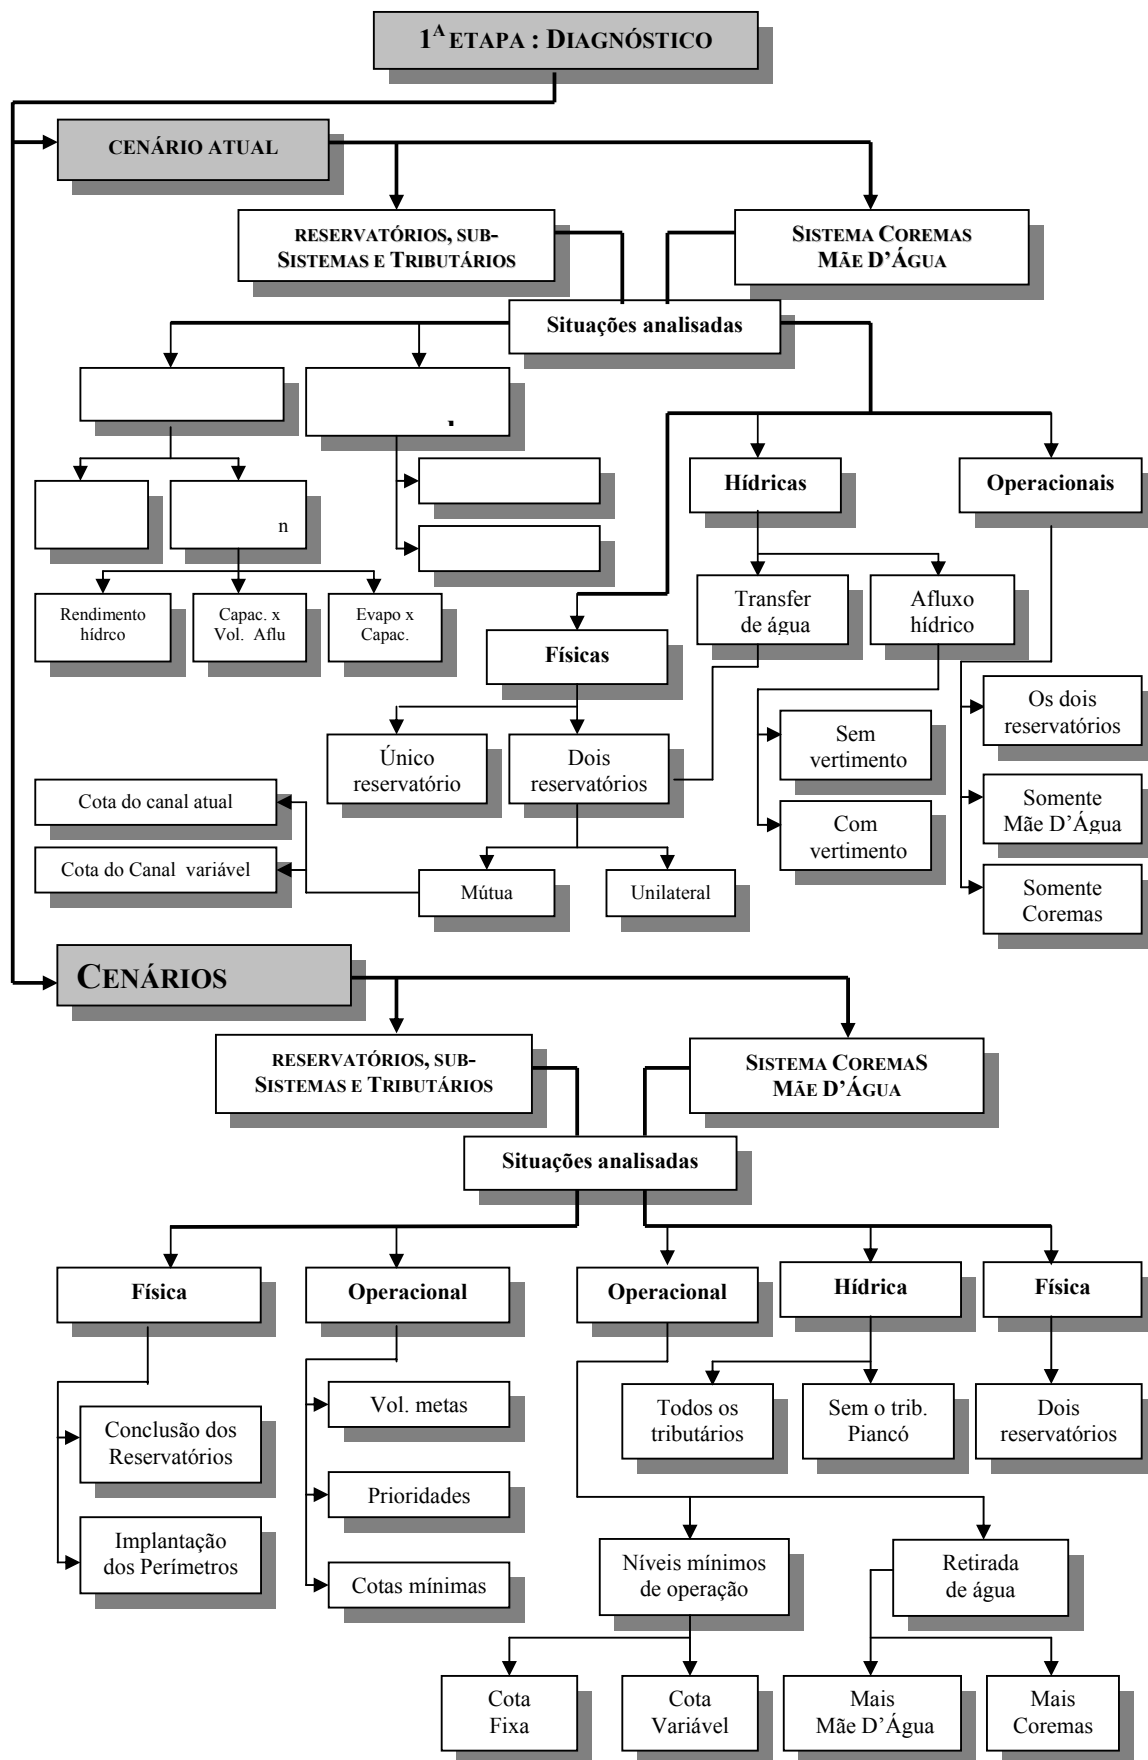 1ᴬ ETAPA : DIAGNÓSTICO
CENÁRIO ATUAL
RESERVATÓRIOS, SUB-
SISTEMAS E TRIBUTÁRIOS
SISTEMA COREMAS
MÃE D'ÁGUA
Situações analisadas
.
n
Hídricas
Operacionais
Rendimento
hídrco
Capac. x
Vol. Aflu
Evapo x
Capac.
Transfer
de água
Afluxo
hídrico
Físicas
Único
reservatório
Dois
reservatórios
Sem
vertimento
Os dois
reservatórios
Cota do canal atual
Com
vertimento
Somente
Mãe D'Água
Cota do Canal variável
Mútua
Unilateral
Somente
Coremas
CENÁRIOS
RESERVATÓRIOS, SUB-
SISTEMAS E TRIBUTÁRIOS
SISTEMA COREMAS
MÃE D'ÁGUA
Situações analisadas
Física
Operacional
Operacional
Hídrica
Física
Vol. metas
Todos os
tributários
Sem o trib.
Piancó
Dois
reservatórios
Conclusão dos
Reservatórios
Prioridades
Implantação
dos Perímetros
Cotas mínimas
Níveis mínimos
de operação
Retirada
de água
Cota
Fixa
Cota
Variável
Mais
Mãe D'Água
Mais
Coremas